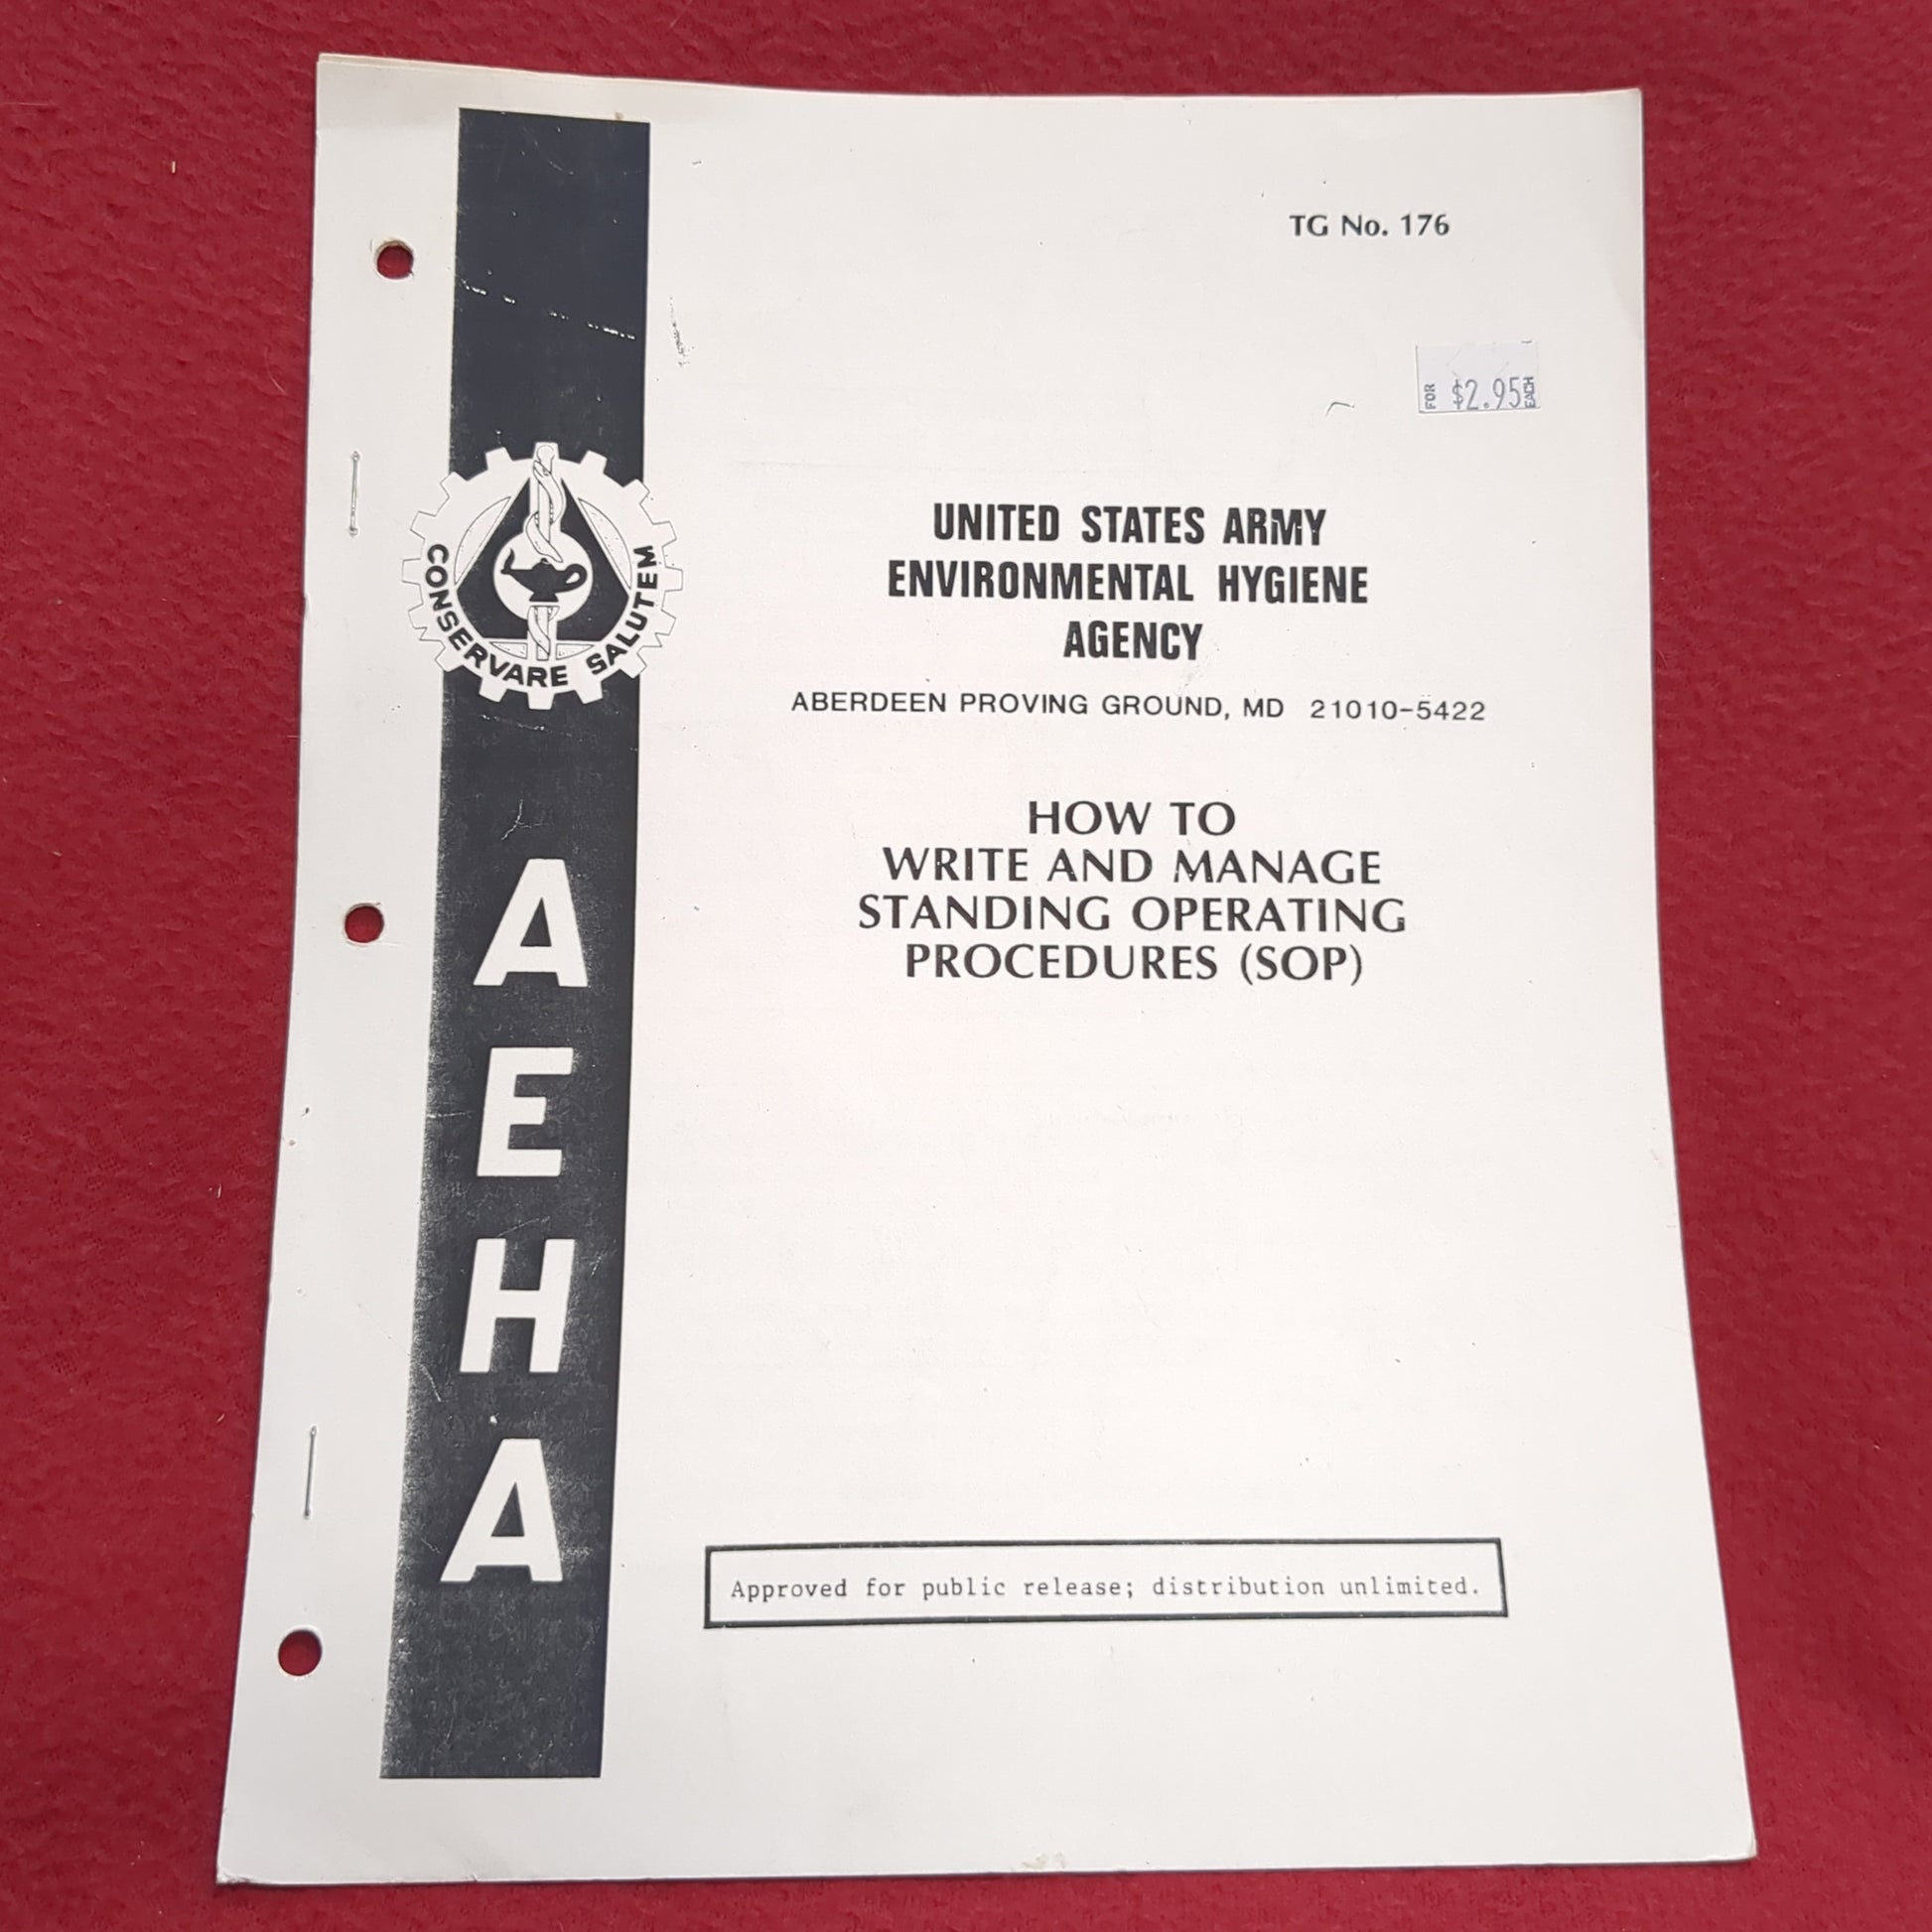 TG No. 176
FOR $2.95 EACH
CONSERVARE SALUTEM
UNITED STATES ARMY
ENVIRONMENTAL HYGIENE
AGENCY
ABERDEEN PROVING GROUND, MD 21010-5422
HOW TO
WRITE AND MANAGE
STANDING OPERATING
PROCEDURES (SOP)
A
E
H
A
Approved for public release; distribution unlimited.